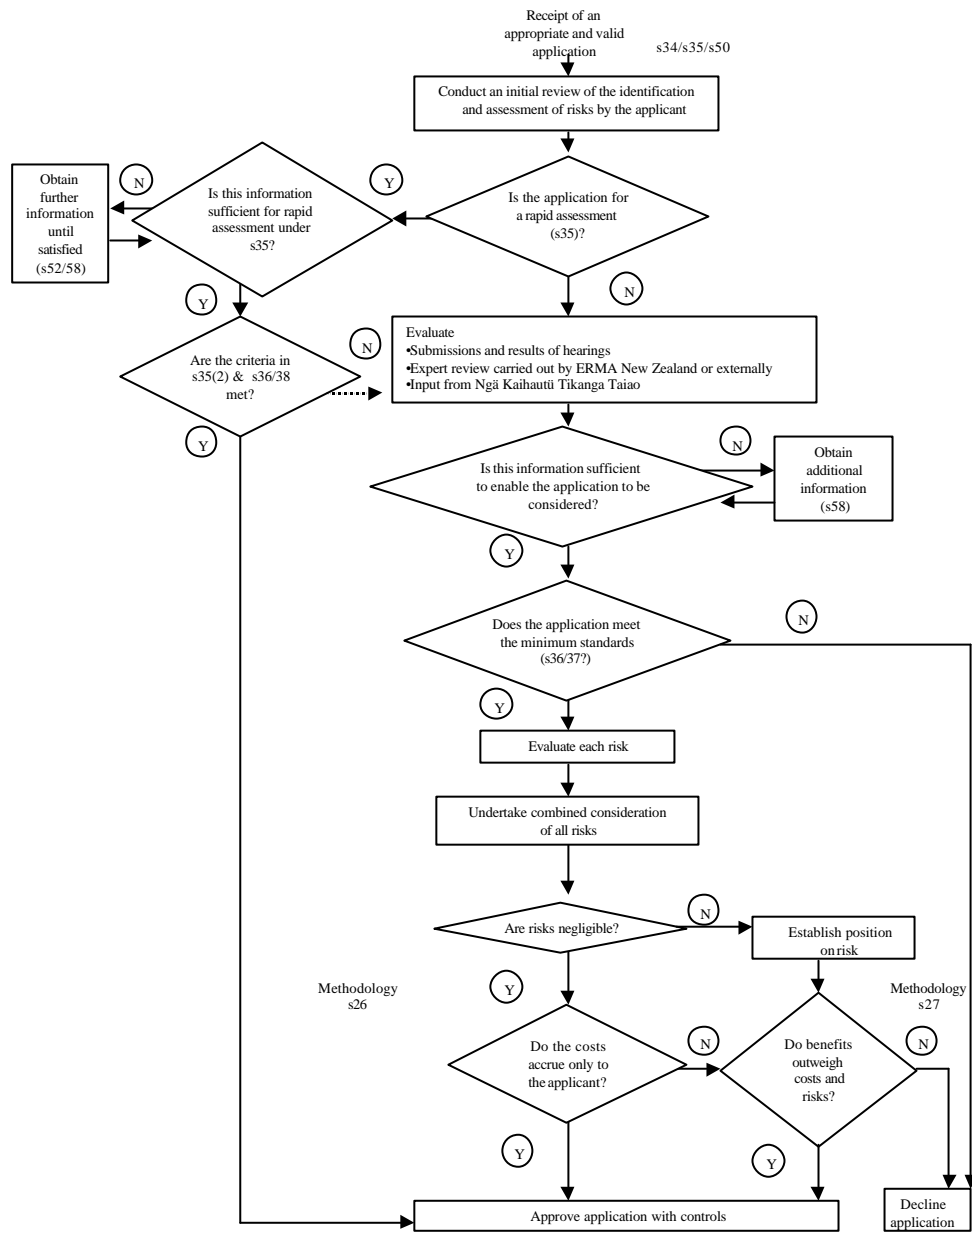 Receipt of an
appropriate and valid
application
s34/s35/s50
Conduct an initial review of the identification
and assessment of risks by the applicant
Obtain
further
information
until
satisfied
(s52/58)
N
Is this information
sufficient for rapid
assessment under
s35?
Y
Is the application for
a rapid assessment
(s35)?
Y
N
Are the criteria in
s35(2) & s36/38
met?
N
Evaluate
•Submissions and results of hearings
•Expert review carried out by ERMA New Zealand or externally
•Input from Ngä Kaihautü Tikanga Taiao
Y
Is this information sufficient
to enable the application to be
considered?
N
Obtain
additional
information
(s58)
Y
Does the application meet
the minimum standards
(s36/37?)
N
Y
Evaluate each risk
Undertake combined consideration
of all risks
Are risks negligible?
N
Establish position
on risk
Methodology
s26
Y
Methodology
s27
Do the costs
accrue only to
the applicant?
N
Do benefits
outweigh
costs and
risks?
N
Y
Y
Approve application with controls
Decline
application